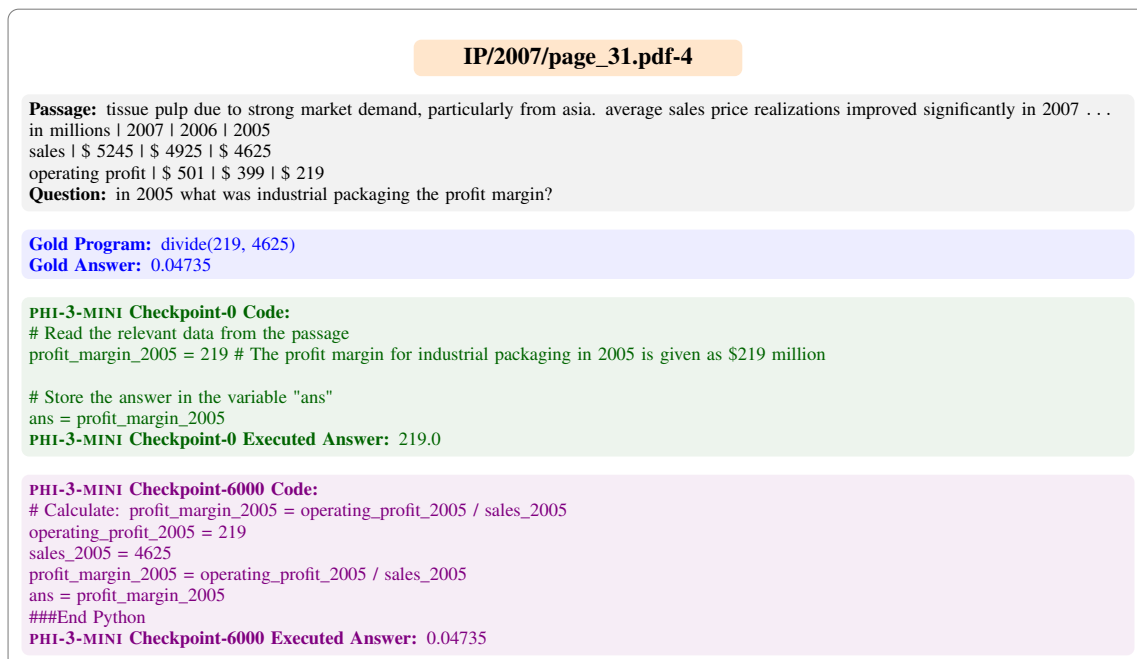 IP/2007/page_31.pdf-4
Passage: tissue pulp due to strong market demand, particularly from asia. average sales price realizations improved significantly in 2007 . . .
in millions | 2007 | 2006 | 2005
sales | $ 5245 | $ 4925 | $ 4625
operating profit | $ 501 | $ 399 | $ 219
Question: in 2005 what was industrial packaging the profit margin?
Gold Program: divide(219, 4625)
Gold Answer: 0.04735
PHI-3-MINI Checkpoint-0 Code:
# Read the relevant data from the passage
profit_margin_2005 = 219 # The profit margin for industrial packaging in 2005 is given as $219 million
# Store the answer in the variable "ans"
ans = profit_margin_2005
PHI-3-MINI Checkpoint-0 Executed Answer: 219.0
PHI-3-MINI Checkpoint-6000 Code:
# Calculate: profit_margin_2005 = operating_profit_2005 / sales_2005
operating_profit_2005 = 219
sales_2005 = 4625
profit_margin_2005 = operating_profit_2005 / sales_2005
ans = profit_margin_2005
###End Python
PHI-3-MINI Checkpoint-6000 Executed Answer: 0.04735